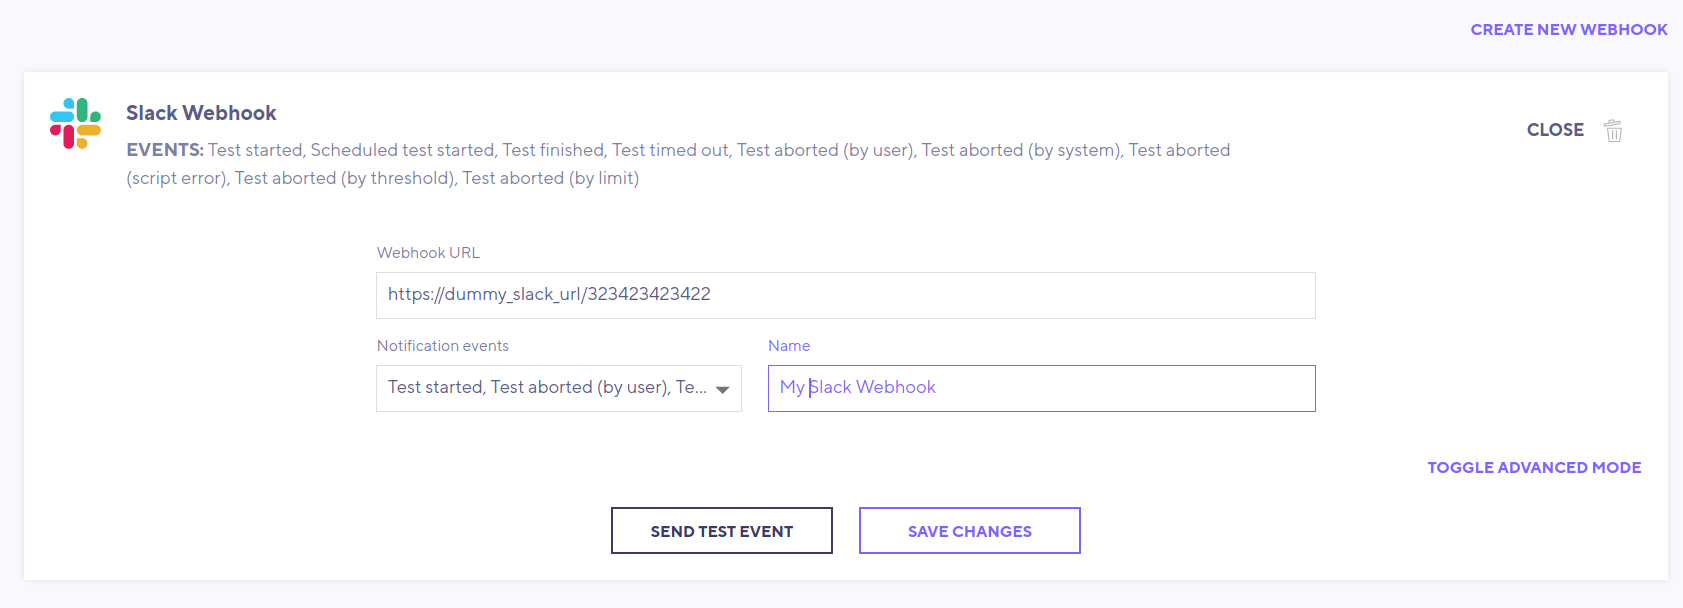 CREATE NEW WEBHOOK
Slack Webhook
CLOSE
EVENTS: Test started, Scheduled test started, Test finished, Test timed out, Test aborted (by user), Test aborted (by system), Test aborted
(script error), Test aborted (by threshold), Test aborted (by limit)
Webhook URL
https://dummy_slack_url/323423423422
Notification events
Name
Test started, Test aborted (by user), Te...
My Slack Webhook
TOGGLE ADVANCED MODE
SEND TEST EVENT
SAVE CHANGES